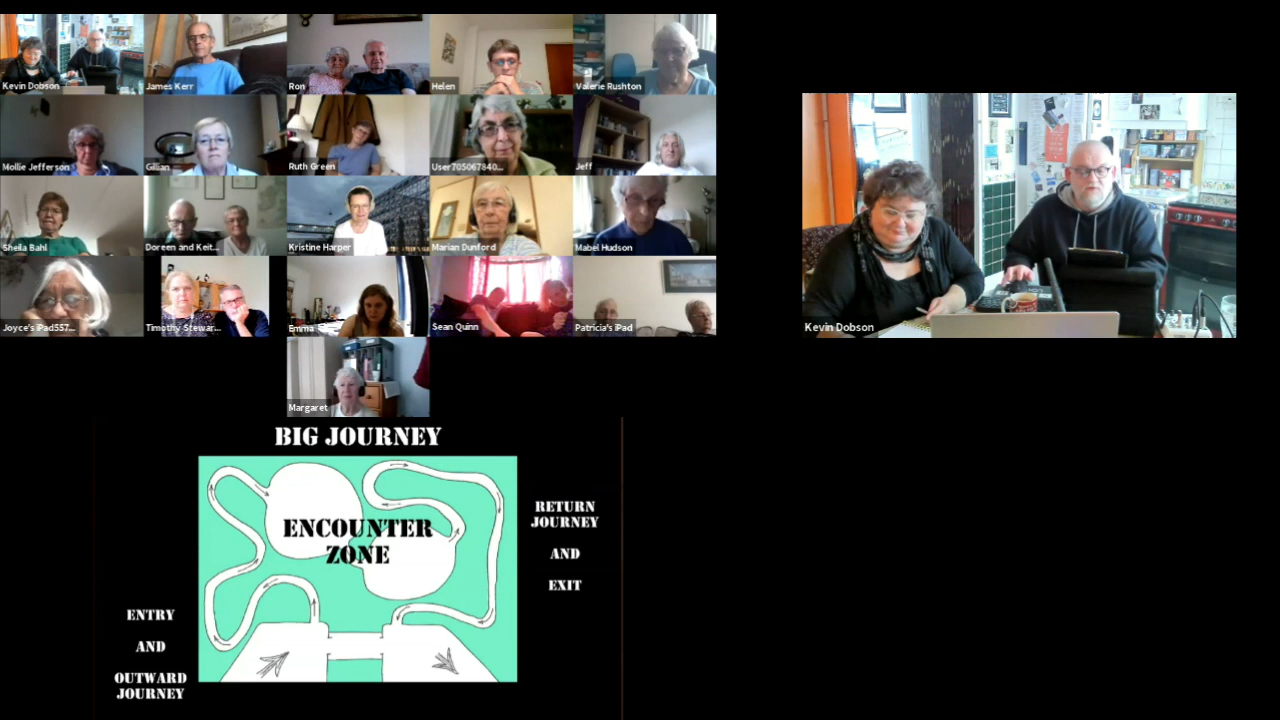 Kevin Dobson
James Kerr
Ron
Helen
Valerie Rushton
Mollie Jefferson
Gillian
Ruth Green
User705067840...
Jeff
Sheila Bahl
Doreen and Keit...
Kristine Harper
Marian Dunford
Mabel Hudson
Joyce's iPad557...
Timothy Stewar...
Emma
Sean Quinn
Patricia's iPad
Margaret
Kevin Dobson
BIG JOURNEY
ENCOUNTER
ZONE
RETURN
JOURNEY
AND
EXIT
ENTRY
AND
OUTWARD
JOURNEY